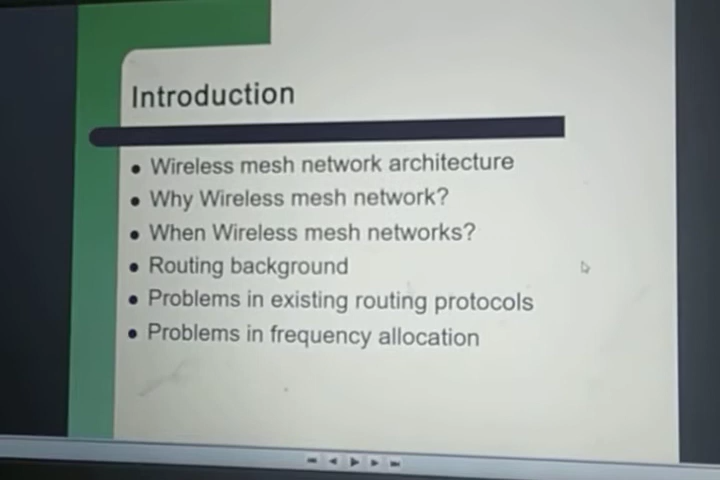 Introduction
Wireless mesh network architecture
Why Wireless mesh network?
When Wireless mesh networks?
Routing background
Problems in existing routing protocols
Problems in frequency allocation